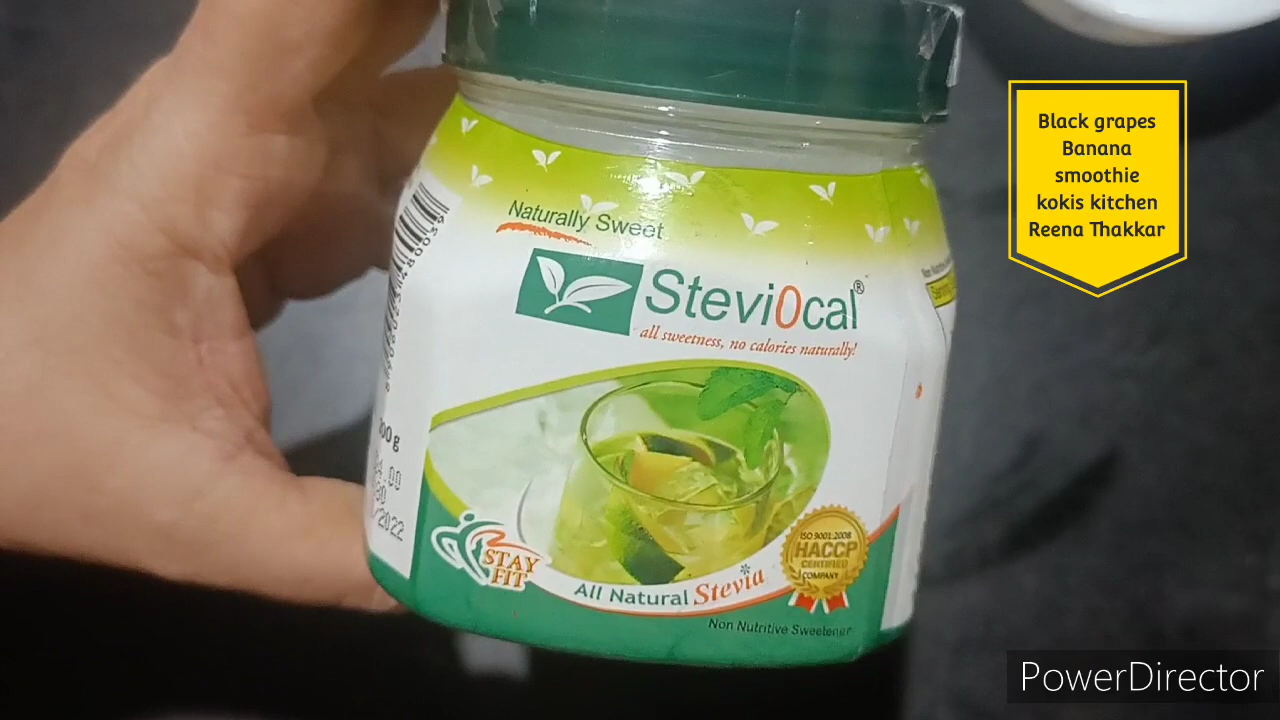 Naturally Sweet
Stevi0cal®
all sweetness, no calories naturally!
STAY
FIT
All Natural Stevia*
ISO 9001:2008
HACCP
CERTIFIED
COMPANY
Non Nutritive Sweetener
Black grapes
Banana
smoothie
kokis kitchen
Reena Thakkar
PowerDirector